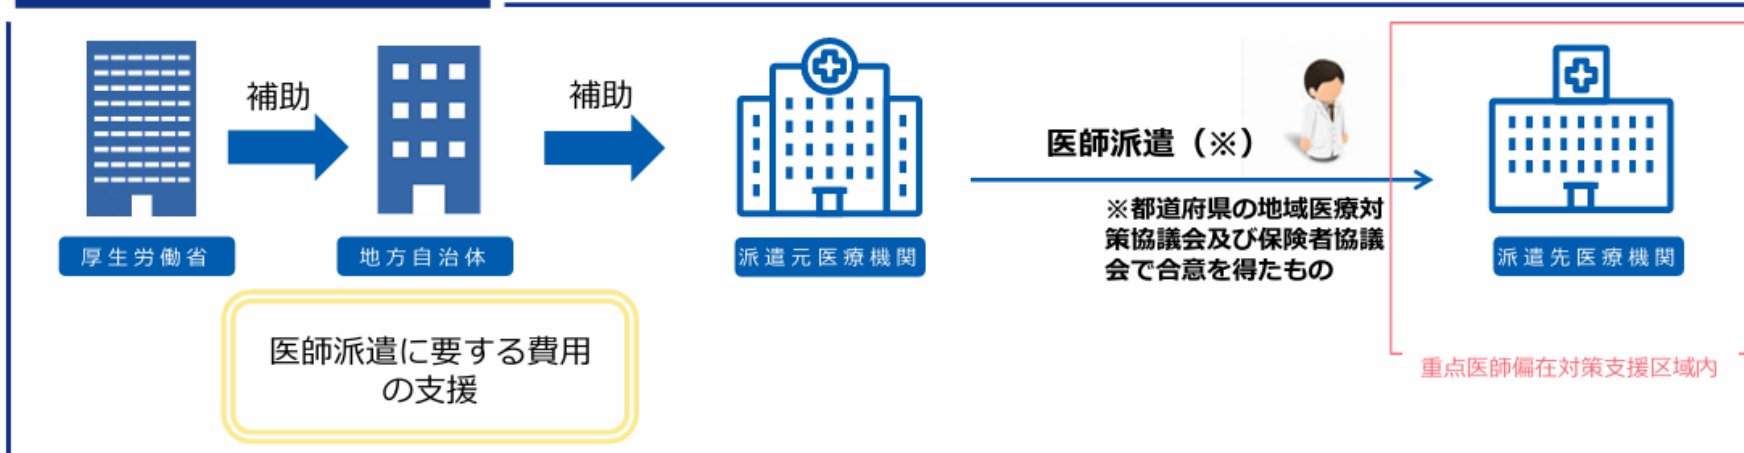 補助
補助
医師派遣（※）
※都道府県の地域医療対
策協議会及び保険者協議
会で合意を得たもの
厚生労働省
地方自治体
派遣元医療機関
派遣先医療機関
医師派遣に要する費用
の支援
重点医師偏在対策支援区域内